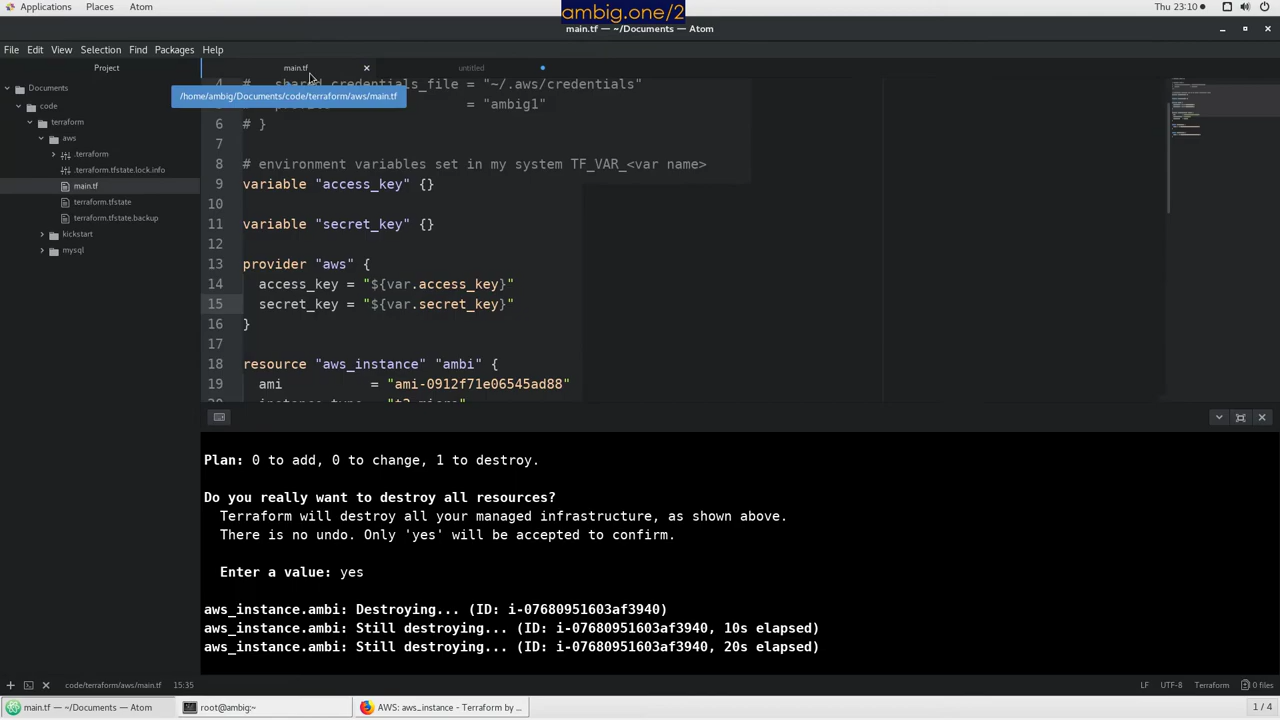 Applications Places Atom
ambig.one/2
Thu 23:10
main.tf — ~/Documents — Atom
File Edit View Selection Find Packages Help
Project
main.tf
untitled
/home/ambig/Documents/code/terraform/aws/main.tf
Documents
code
terraform
aws
.terraform
.terraform.tfstate.lock.info
main.tf
terraform.tfstate
terraform.tfstate.backup
kickstart
mysql
4 # shared_credentials_file = "~/.aws/credentials"
= "ambig1"
6 # }
7
8 # environment variables set in my system TF_VAR_<var name>
9 variable "access_key" {}
10
11 variable "secret_key" {}
12
13 provider "aws" {
14 access_key = "${var.access_key}"
15 secret_key = "${var.secret_key}"
16 }
17
18 resource "aws_instance" "ambi" {
19 ami = "ami-0912f71e06545ad88"
20 instance_type = "t2.micro"
Plan: 0 to add, 0 to change, 1 to destroy.
Do you really want to destroy all resources?
Terraform will destroy all your managed infrastructure, as shown above.
There is no undo. Only 'yes' will be accepted to confirm.
Enter a value: yes
aws_instance.ambi: Destroying... (ID: i-07680951603af3940)
aws_instance.ambi: Still destroying... (ID: i-07680951603af3940, 10s elapsed)
aws_instance.ambi: Still destroying... (ID: i-07680951603af3940, 20s elapsed)
code/terraform/aws/main.tf 15:35
LF UTF-8 Terraform 0 files
main.tf — ~/Documents — Atom
root@ambig:~
AWS: aws_instance - Terraform by ...
1 / 4